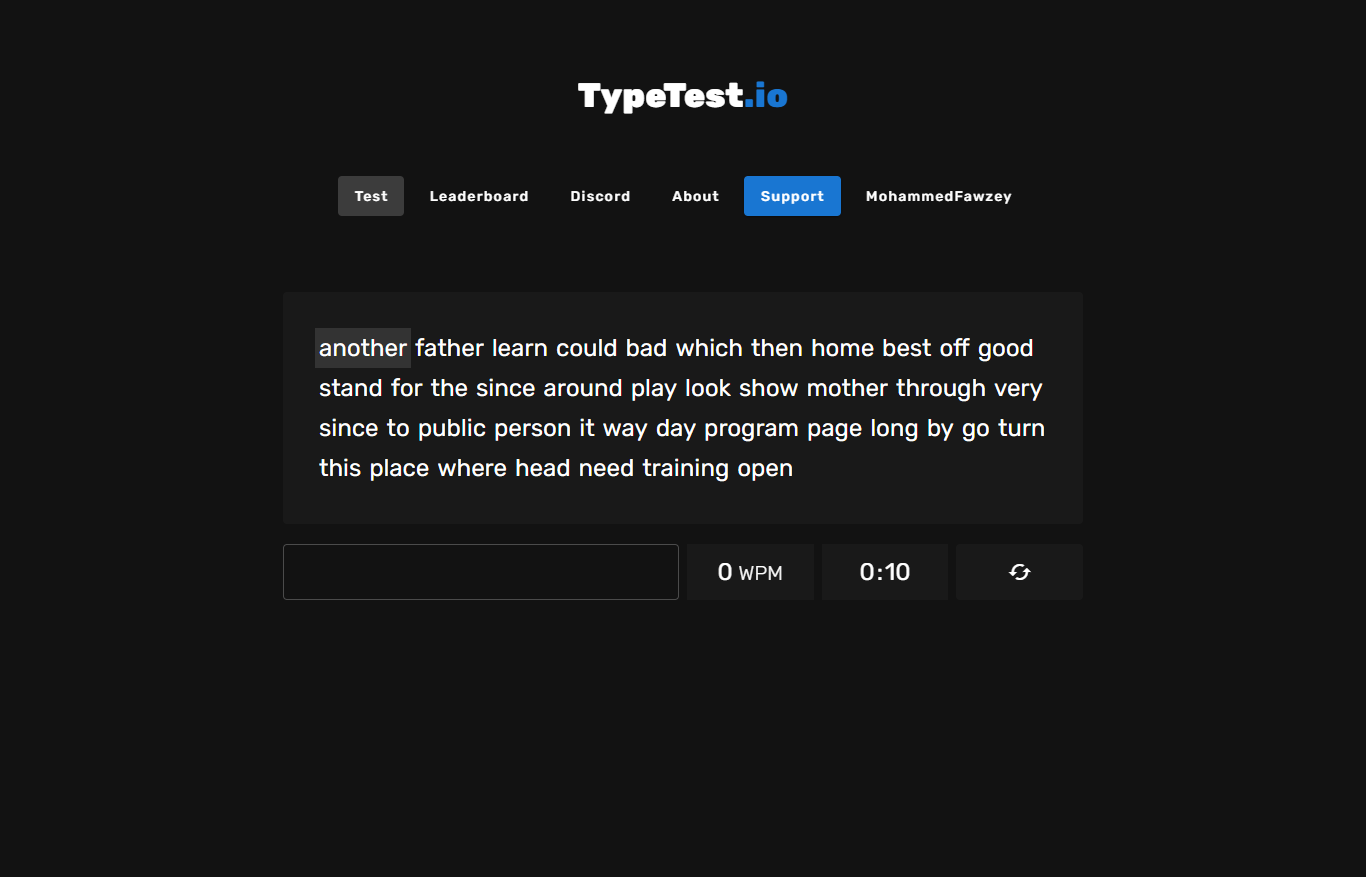 TypeTest.io
Test Leaderboard Discord About Support MohammedFawzey
another father learn could bad which then home best off good
stand for the since around play look show mother through very
since to public person it way day program page long by go turn
this place where head need training open
0 WPM 0:10